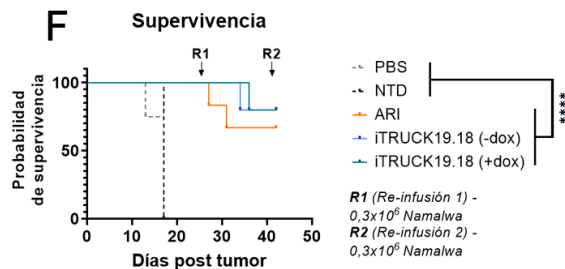 F
Supervivencia
R1 R2
Probabilidad
de supervivencia
100
50
0
0 10 20 30 40 50
Días post tumor
PBS
NTD
ARI
iTRUCK19.18 (-dox)
iTRUCK19.18 (+dox)
****
R1 (Re-infusión 1) -
0,3x10⁶ Namalwa
R2 (Re-infusión 2) -
0,3x10⁶ Namalwa